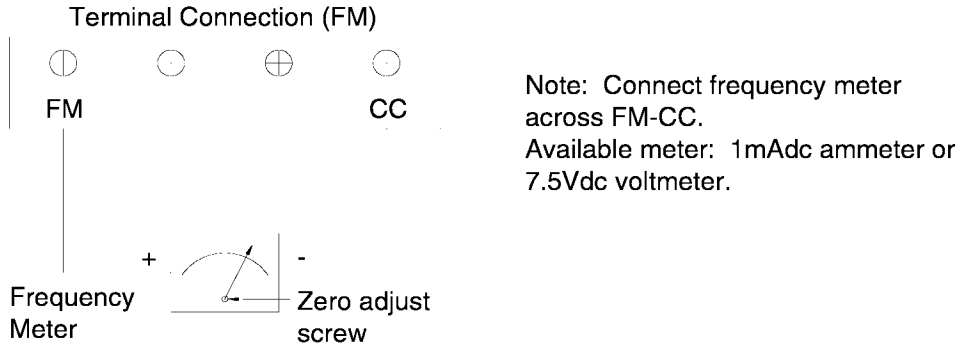 Terminal Connection (FM)
FM
CC
Note: Connect frequency meter
across FM-CC.
Available meter: 1mAdc ammeter or
7.5Vdc voltmeter.
+
-
Frequency
Meter
Zero adjust
screw